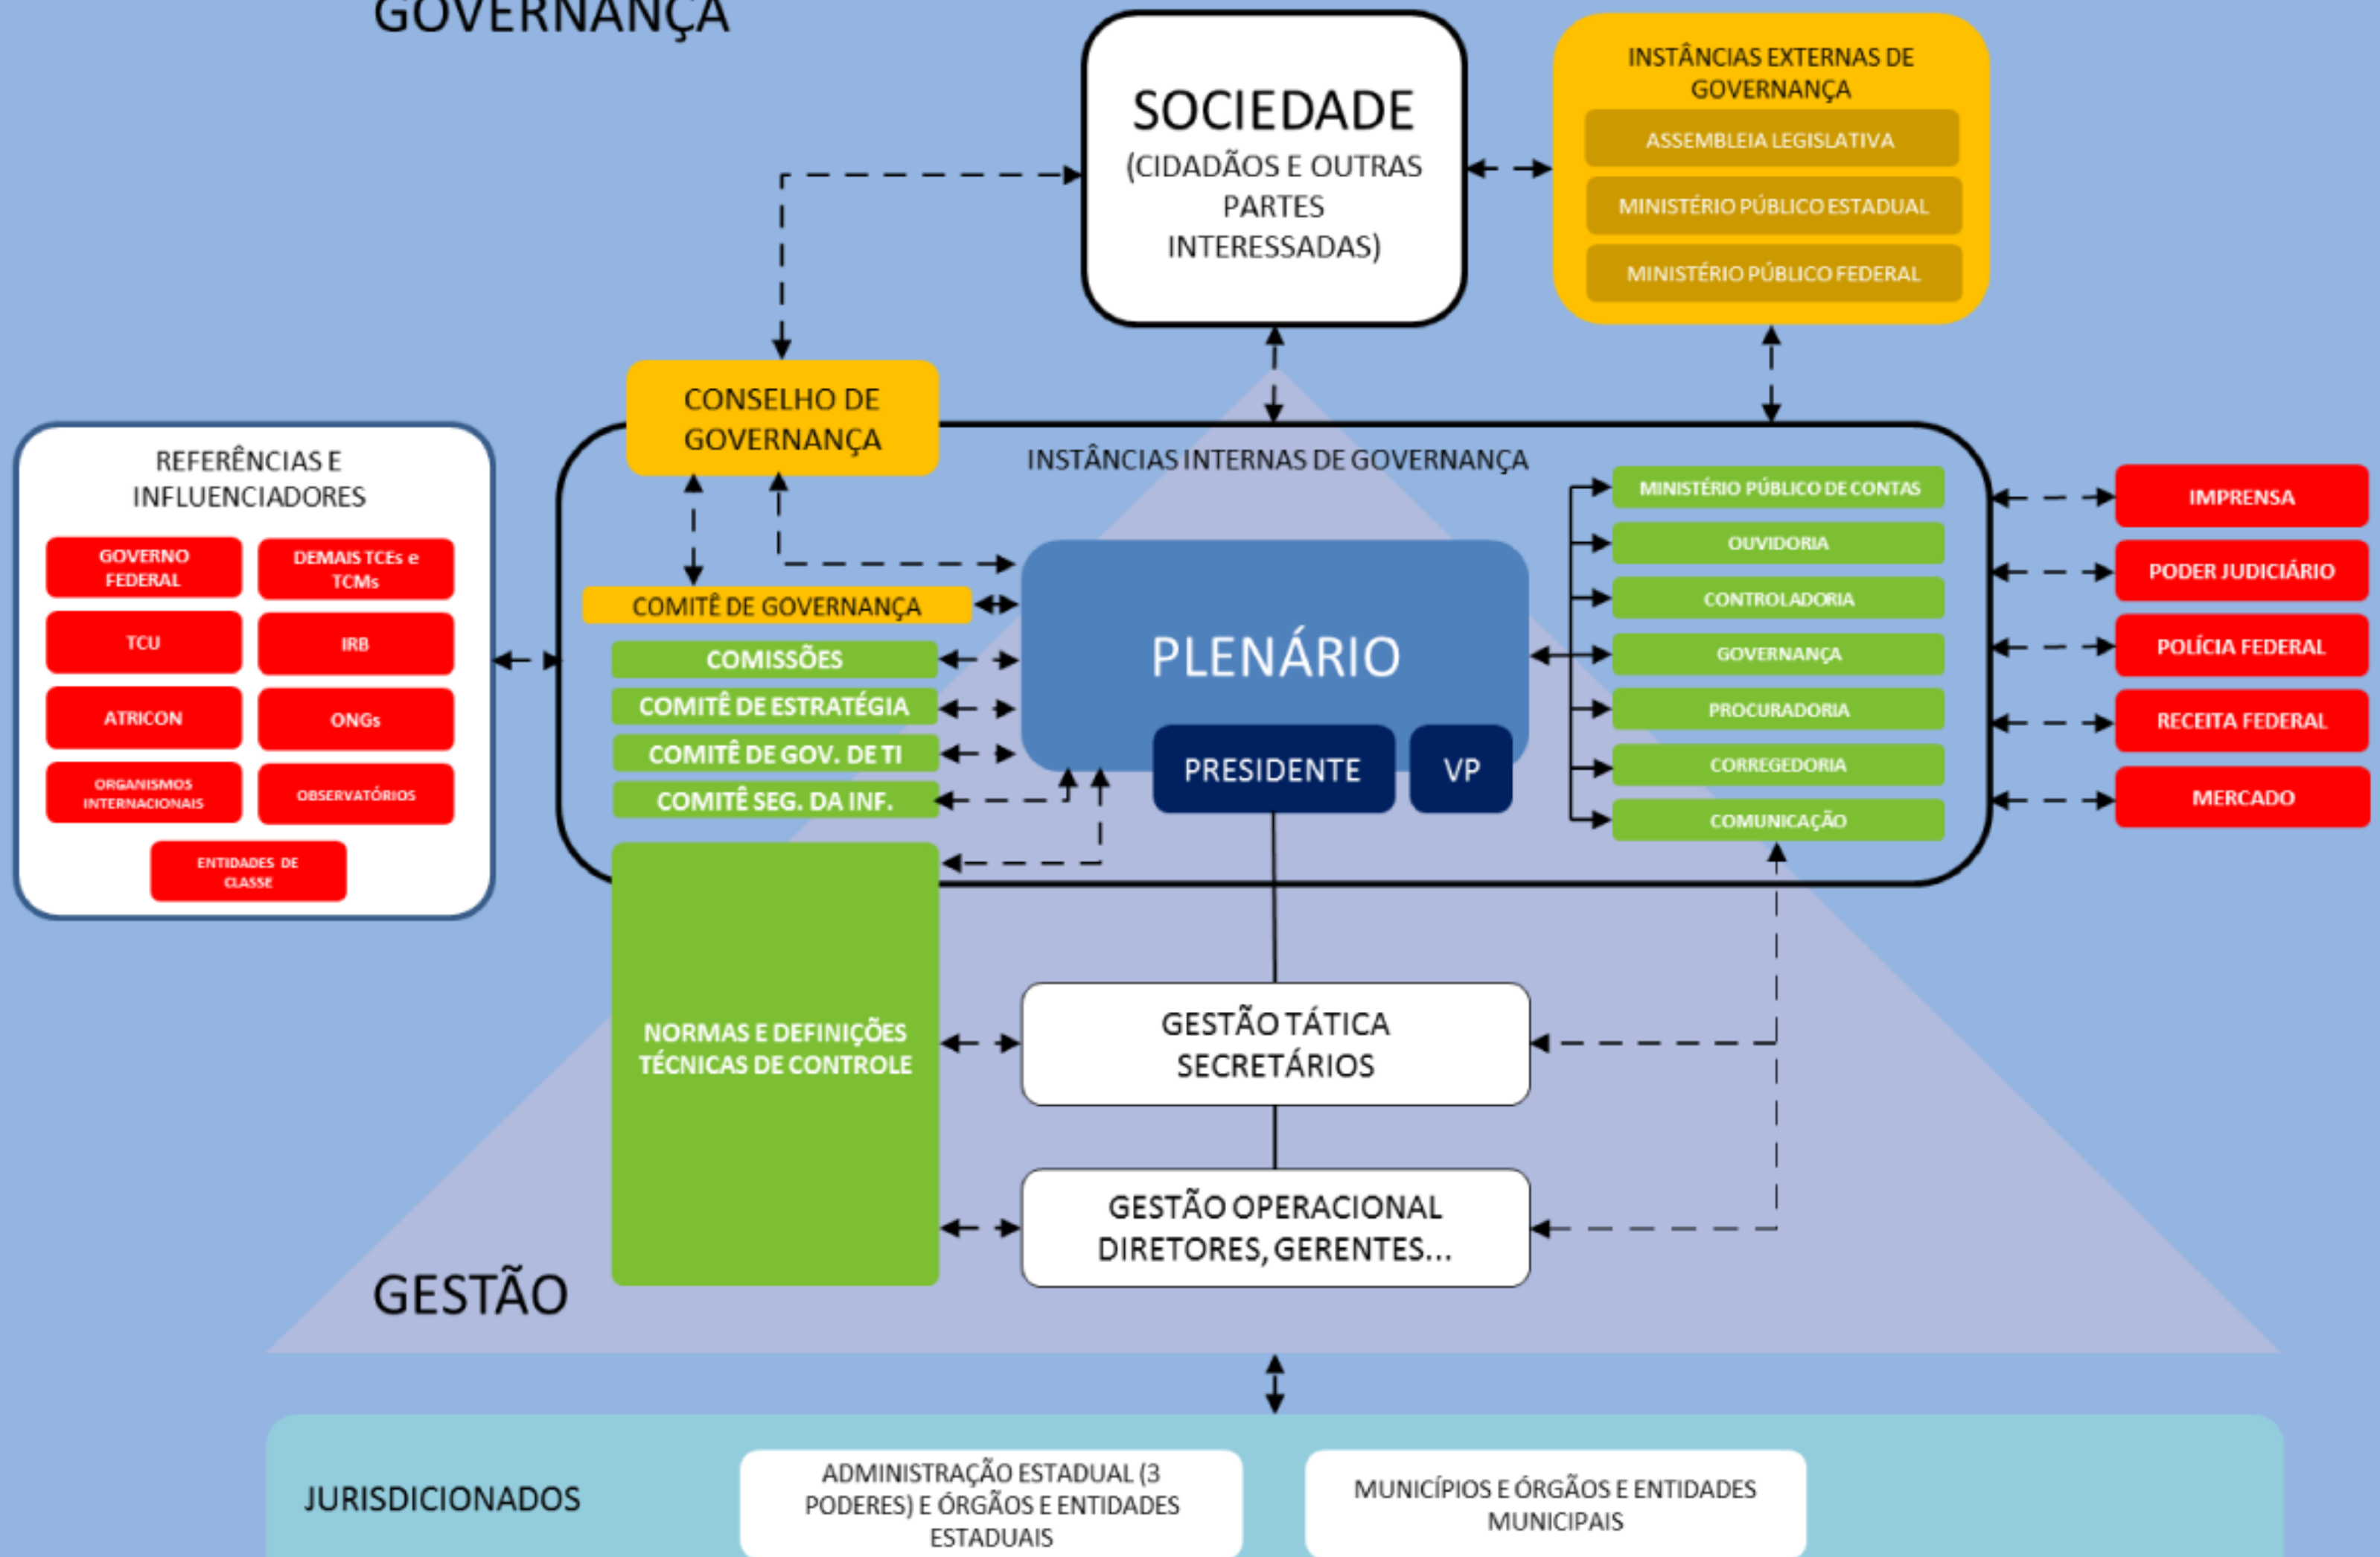 GOVERNANÇA
SOCIEDADE
(CIDADÃOS E OUTRAS
PARTES
INTERESSADAS)
INSTÂNCIAS EXTERNAS DE
GOVERNANÇA
ASSEMBLEIA LEGISLATIVA
MINISTÉRIO PÚBLICO ESTADUAL
MINISTÉRIO PÚBLICO FEDERAL
CONSELHO DE
GOVERNANÇA
REFERÊNCIAS E
INFLUENCIADORES
GOVERNO
FEDERAL
DEMAIS TCEs e
TCMs
TCU
IRB
ATRICON
ONGs
ORGANISMOS
INTERNACIONAIS
OBSERVATÓRIOS
ENTIDADES DE
CLASSE
INSTÂNCIAS INTERNAS DE GOVERNANÇA
COMITÊ DE GOVERNANÇA
COMISSÕES
COMITÊ DE ESTRATÉGIA
COMITÊ DE GOV. DE TI
COMITÊ SEG. DA INF.
PLENÁRIO
PRESIDENTE
VP
MINISTÉRIO PÚBLICO DE CONTAS
OUVIDORIA
CONTROLADORIA
GOVERNANÇA
PROCURADORIA
CORREGEDORIA
COMUNICAÇÃO
IMPRENSA
PODER JUDICIÁRIO
POLÍCIA FEDERAL
RECEITA FEDERAL
MERCADO
NORMAS E DEFINIÇÕES
TÉCNICAS DE CONTROLE
GESTÃO TÁTICA
SECRETÁRIOS
GESTÃO OPERACIONAL
DIRETORES, GERENTES...
GESTÃO
JURISDICIONADOS
ADMINISTRAÇÃO ESTADUAL (3
PODERES) E ÓRGÃOS E ENTIDADES
ESTADUAIS
MUNICÍPIOS E ÓRGÃOS E ENTIDADES
MUNICIPAIS